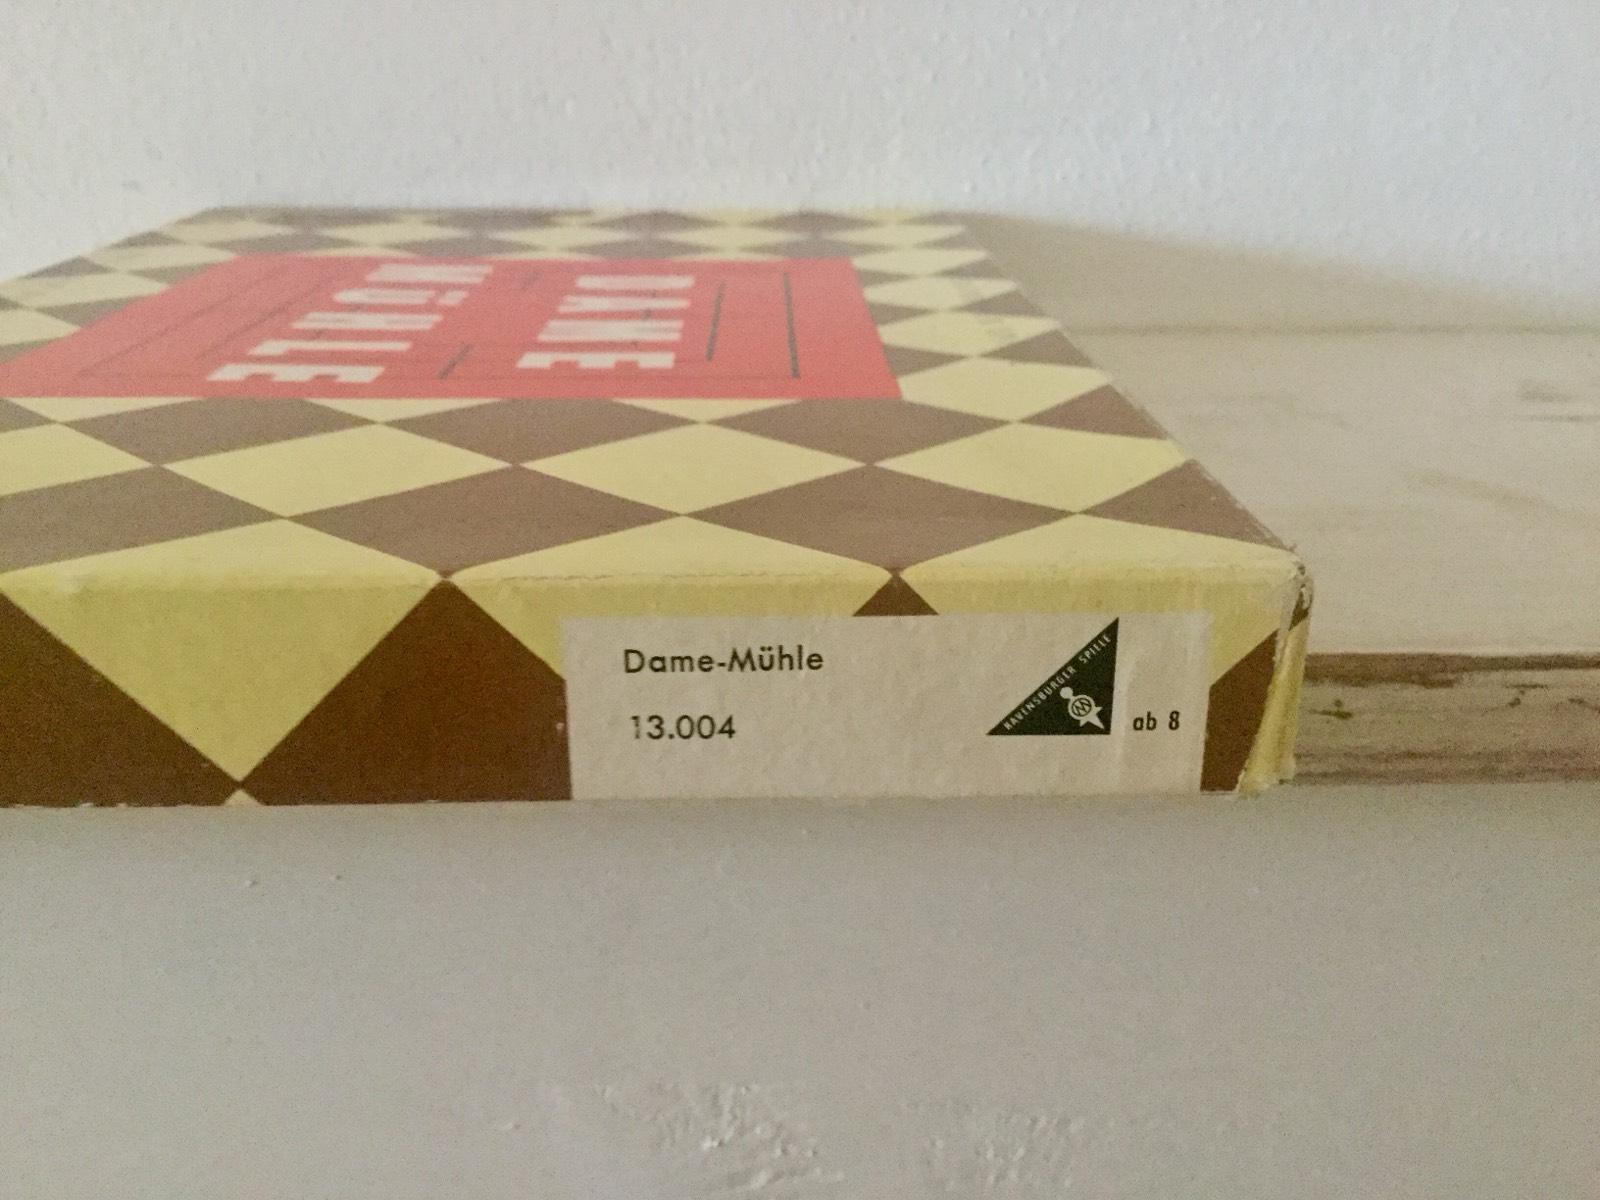 DAME
MÜHLE
Dame-Mühle
13.004
RAVENSBURGER SPIELE
ab 8